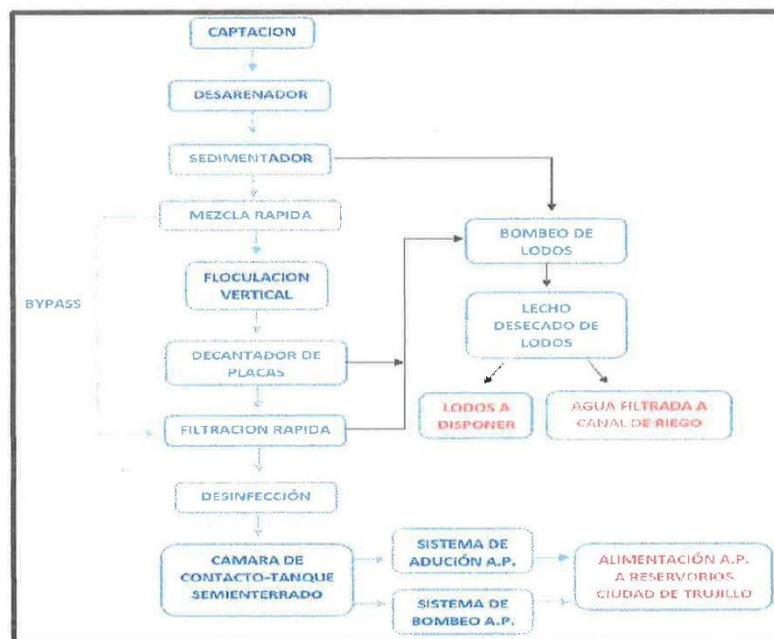 CAPTACION
DESARENADOR
SEDIMENTADOR
MEZCLA RAPIDA
BYPASS
FLOCULACION
VERTICAL
DECANTADOR DE
PLACAS
FILTRACION RAPIDA
DESINFECCIÓN
CAMARA DE
CONTACTO-TANQUE
SEMIENTERRADO
BOMBEO DE
LODOS
LECHO
DESECADO DE
LODOS
LODOS A
DISPONER
AGUA FILTRADA A
CANAL DE RIEGO
SISTEMA DE
ADUCIÓN A.P.
SISTEMA DE
BOMBEO A.P.
ALIMENTACIÓN A.P.
A RESERVORIOS
CIUDAD DE TRUJILLO